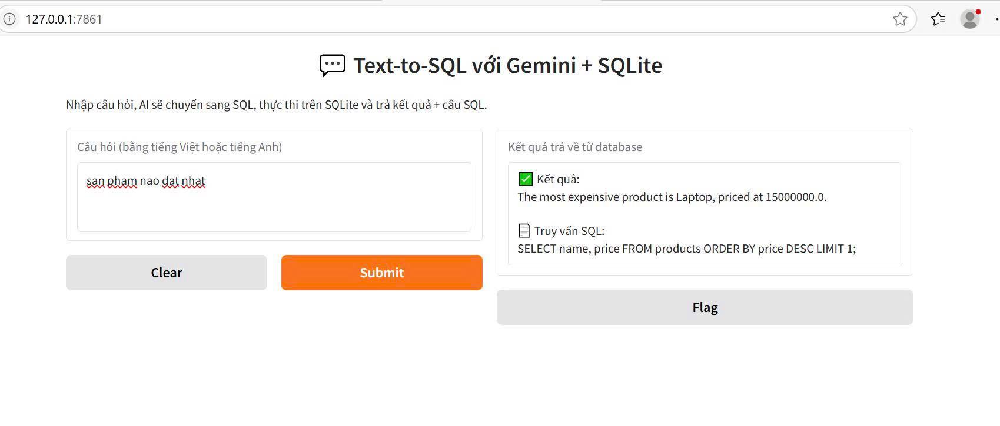 127.0.0.1:7861
Text-to-SQL với Gemini + SQLite
Nhập câu hỏi, AI sẽ chuyển sang SQL, thực thi trên SQLite và trả kết quả + câu SQL.
Câu hỏi (bằng tiếng Việt hoặc tiếng Anh)
san pham nao dat nhat
Clear
Submit
Kết quả trả về từ database
✅ Kết quả:
The most expensive product is Laptop, priced at 15000000.0.
📄 Truy vấn SQL:
SELECT name, price FROM products ORDER BY price DESC LIMIT 1;
Flag